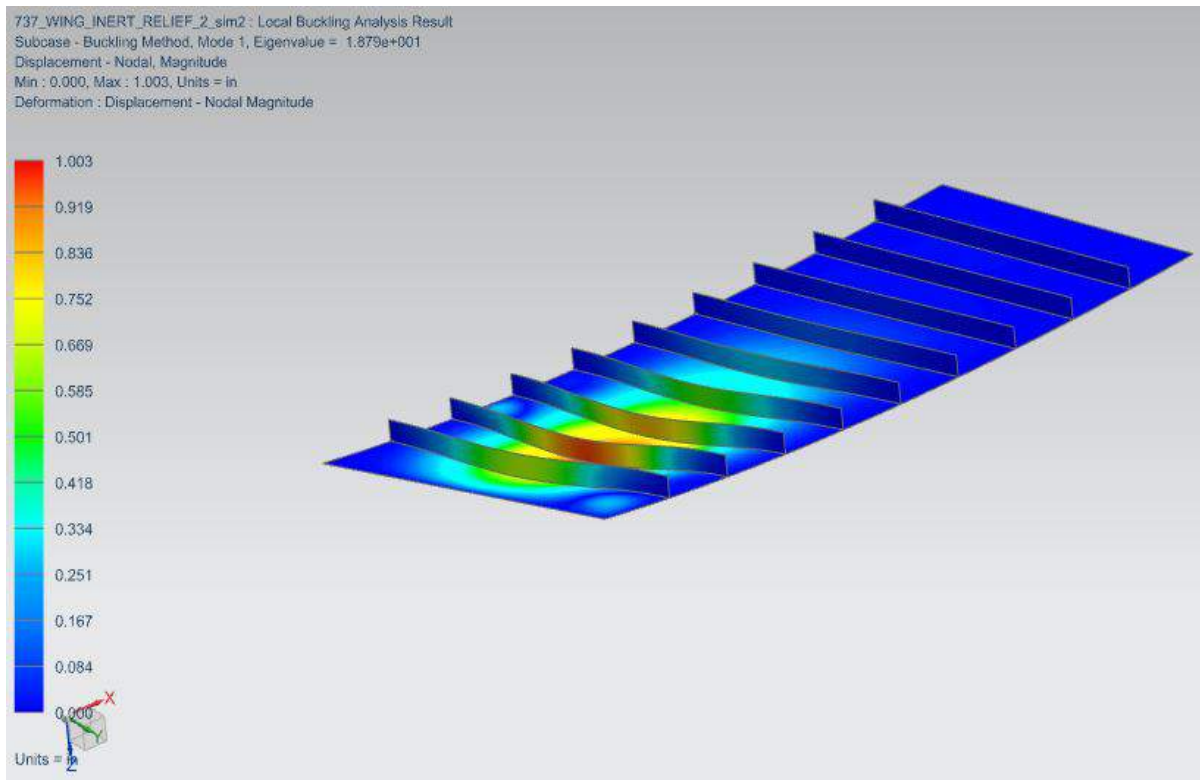 737_WING_INERT_RELIEF_2_sim2 : Local Buckling Analysis Result
Subcase - Buckling Method, Mode 1, Eigenvalue = 1.879e+001
Displacement - Nodal, Magnitude
Min : 0.000, Max : 1.003, Units = in
Deformation : Displacement - Nodal Magnitude
1.003
0.919
0.836
0.752
0.669
0.585
0.501
0.418
0.334
0.251
0.167
0.084
0.000
X
Y
Z
Units = in